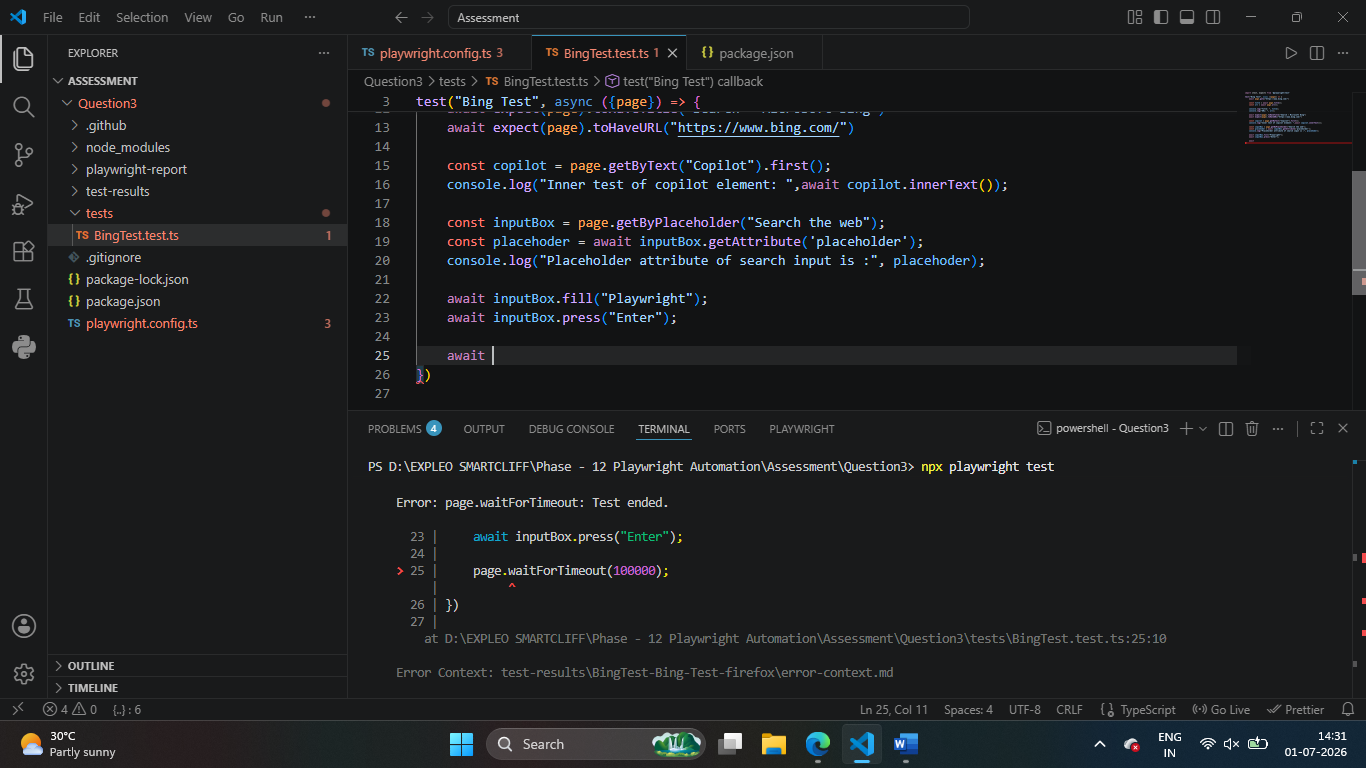 File Edit Selection View Go Run ··· Assessment
EXPLORER ···
ASSESSMENT
Question3
.github
node_modules
playwright-report
test-results
tests
TS BingTest.test.ts 1
.gitignore
{} package-lock.json
{} package.json
TS playwright.config.ts 3
OUTLINE
TIMELINE
TS playwright.config.ts 3 TS BingTest.test.ts 1 {} package.json
Question3 > tests > TS BingTest.test.ts > test("Bing Test") callback
3 test("Bing Test", async ({page}) => {
13 await expect(page).toHaveURL("https://www.bing.com/")
14
15 const copilot = page.getByText("Copilot").first();
16 console.log("Inner test of copilot element: ",await copilot.innerText());
17
18 const inputBox = page.getByPlaceholder("Search the web");
19 const placehoder = await inputBox.getAttribute('placeholder');
20 console.log("Placeholder attribute of search input is :", placehoder);
21
22 await inputBox.fill("Playwright");
23 await inputBox.press("Enter");
24
25 await
26 })
27
PROBLEMS 4 OUTPUT DEBUG CONSOLE TERMINAL PORTS PLAYWRIGHT powershell - Question3
PS D:\EXPLEO SMARTCLIFF\Phase - 12 Playwright Automation\Assessment\Question3> npx playwright test
Error: page.waitForTimeout: Test ended.
23 | await inputBox.press("Enter");
24 |
> 25 | page.waitForTimeout(100000);
| ^
26 | })
27 |
at D:\EXPLEO SMARTCLIFF\Phase - 12 Playwright Automation\Assessment\Question3\tests\BingTest.test.ts:25:10
Error Context: test-results\BingTest-Bing-Test-firefox\error-context.md
4 0 {..} : 6 Ln 25, Col 11 Spaces: 4 UTF-8 CRLF {} TypeScript Go Live Prettier
30°C
Partly sunny
Search
ENG
IN
14:31
01-07-2026